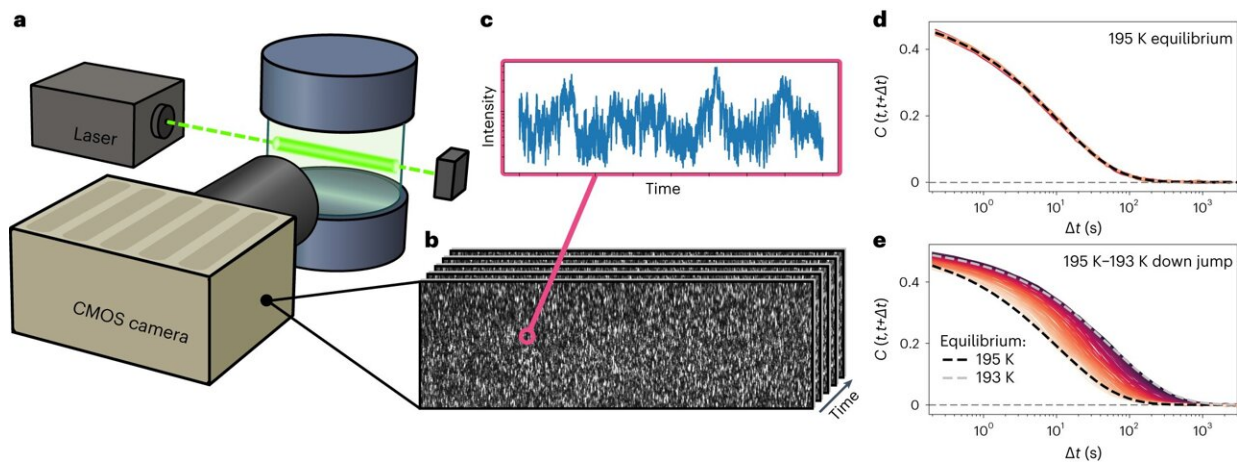 a
Laser
CMOS camera
c
Intensity
Time
b
Time
d
195 K equilibrium
C (t,t+Δt)
0.4
0.2
0
10⁰
10¹
10²
10³
Δt (s)
e
195 K–193 K down jump
C (t,t+Δt)
0.4
0.2
0
Equilibrium:
195 K
193 K
10⁰
10¹
10²
10³
Δt (s)